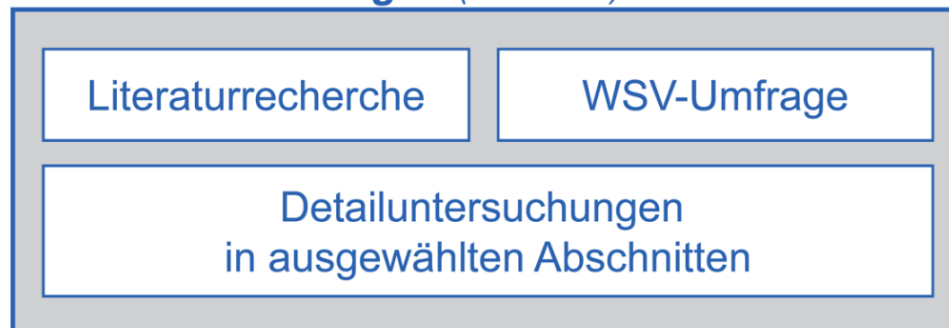 Literaturrecherche
WSV-Umfrage
Detailuntersuchungen
in ausgewählten Abschnitten